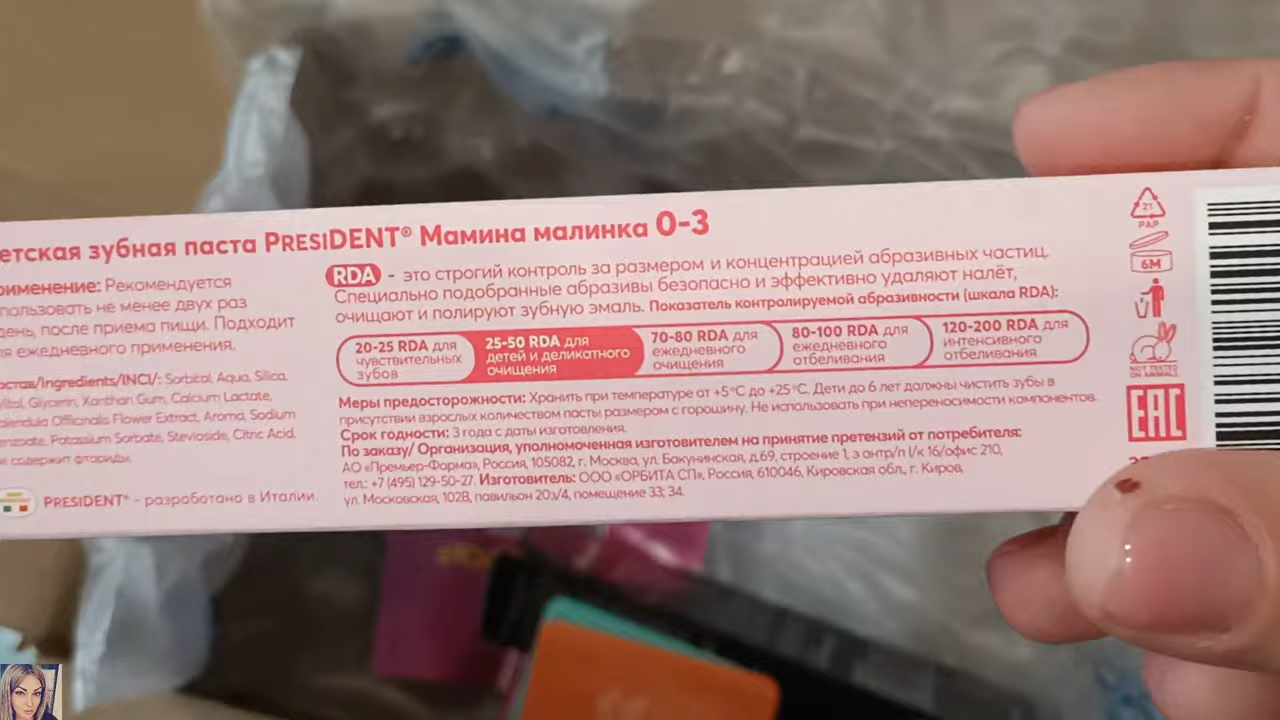 етская зубная паста PRESIDENT® Мамина малинка 0-3
рименение: Рекомендуется
пользовать не менее двух раз
день, после приема пищи. Подходит
ля ежедневного применения.
остав/Ingredients/INCI/: Sorbitol, Aqua, Silica,
ylitol, Glycerin, Xanthan Gum, Calcium Lactate,
alendula Officinalis Flower Extract, Aroma, Sodium
enzoate, Potassium Sorbate, Stevioside, Citric Acid.
содержит фториды.
PRESIDENT® - разработано в Италии.
RDA - это строгий контроль за размером и концентрацией абразивных частиц.
Специально подобранные абразивы безопасно и эффективно удаляют налёт,
очищают и полируют зубную эмаль. Показатель контролируемой абразивности (шкала RDA):
20-25 RDA для
чувствительных
зубов
25-50 RDA для
детей и деликатного
очищения
70-80 RDA для
ежедневного
очищения
80-100 RDA для
ежедневного
отбеливания
120-200 RDA для
интенсивного
отбеливания
Меры предосторожности: Хранить при температуре от +5°C до +25°C. Дети до 6 лет должны чистить зубы в
присутствии взрослых количеством пасты размером с горошину. Не использовать при непереносимости компонентов.
Срок годности: 3 года с даты изготовления.
По заказу/ Организация, уполномоченная изготовителем на принятие претензий от потребителя:
АО «Премьер-Фарма», Россия, 105082, г. Москва, ул. Бакунинская, д.69, строение 1, э антр/п I/к 16/офис 210,
тел.: +7 (495) 129-50-27. Изготовитель: ООО «ОРБИТА СП», Россия, 610046, Кировская обл., г. Киров,
ул. Московская, 102В, павильон 20з/4, помещение 33; 34.
21
PAP
6M
NOT TESTED
ON ANIMALS
EAC